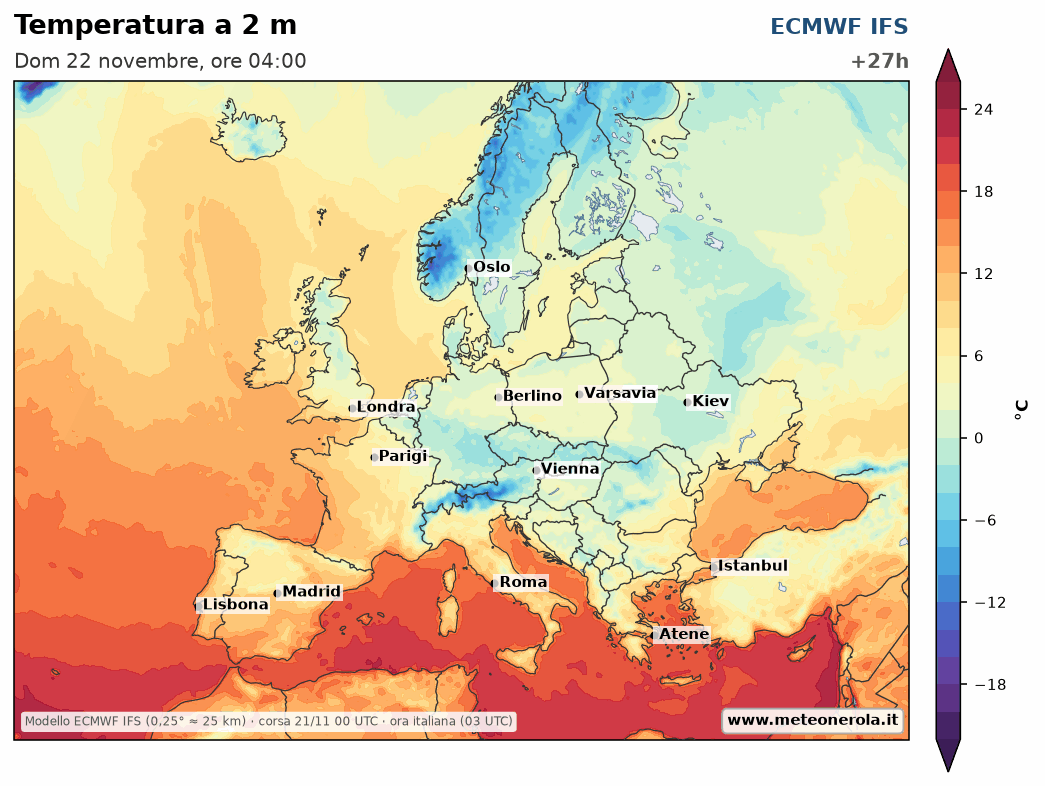 Temperatura a 2 m
ECMWF IFS
Dom 22 novembre, ore 04:00
+27h
24
18
12
6
0
−6
−12
−18
°C
Oslo
Londra
Berlino
Varsavia
Kiev
Parigi
Vienna
Istanbul
Roma
Madrid
Lisbona
Atene
Modello ECMWF IFS (0,25° ≈ 25 km) · corsa 21/11 00 UTC · ora italiana (03 UTC)
www.meteonerola.it